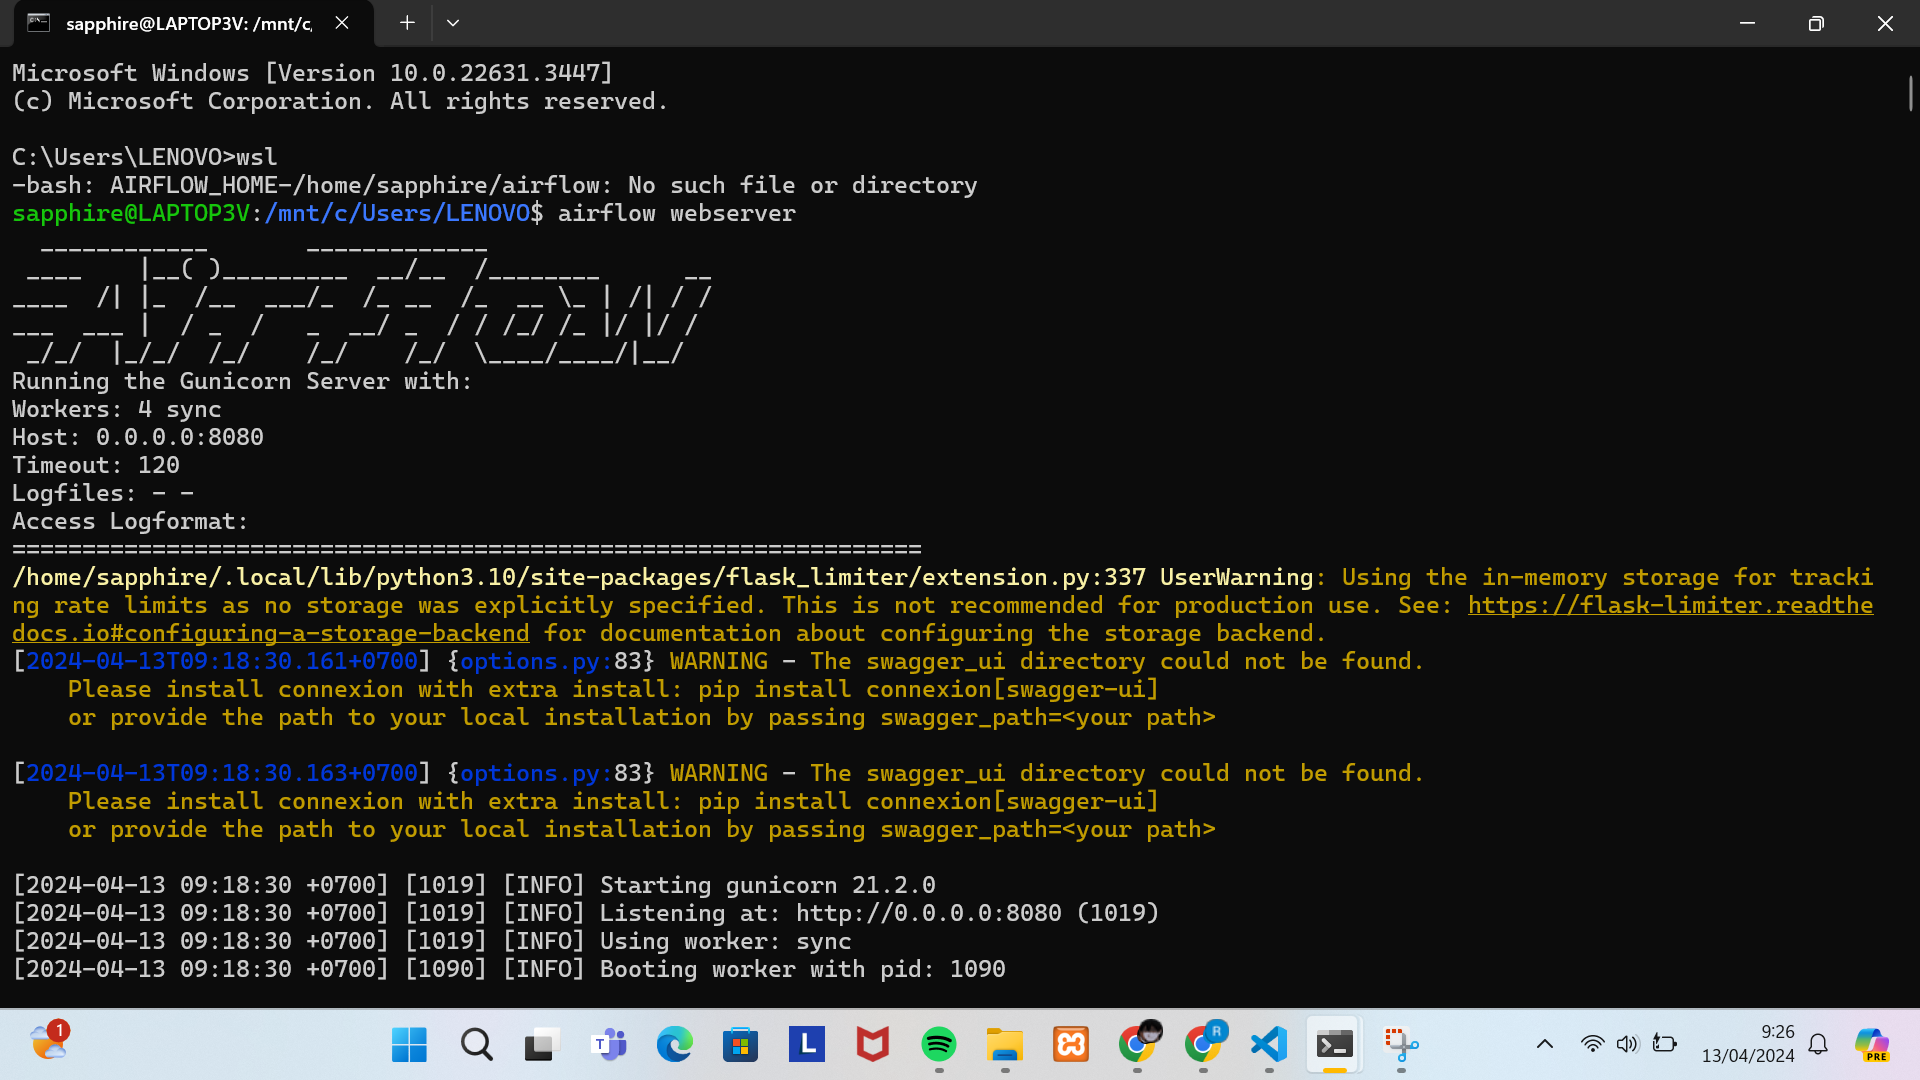 sapphire@LAPTOP3V: /mnt/c/
Microsoft Windows [Version 10.0.22631.3447]
(c) Microsoft Corporation. All rights reserved.
C:\Users\LENOVO>wsl
-bash: AIRFLOW_HOME-/home/sapphire/airflow: No such file or directory
sapphire@LAPTOP3V:/mnt/c/Users/LENOVO$ airflow webserver
  ____________       _____________
 ____    |__( )_________  __/__  /________      __
____  /| |_  /__  ___/_  /_ __  /_  __ \_ | /| / /
___  ___ |  / _  /   _  __/ _  / / /_/ /_ |/ |/ /
 _/_/  |_/_/  /_/    /_/    /_/  \____/____/|__/
Running the Gunicorn Server with:
Workers: 4 sync
Host: 0.0.0.0:8080
Timeout: 120
Logfiles: - -
Access Logformat:
=================================================================
/home/sapphire/.local/lib/python3.10/site-packages/flask_limiter/extension.py:337 UserWarning: Using the in-memory storage for tracki
ng rate limits as no storage was explicitly specified. This is not recommended for production use. See: https://flask-limiter.readthe
docs.io#configuring-a-storage-backend for documentation about configuring the storage backend.
[2024-04-13T09:18:30.161+0700] {options.py:83} WARNING - The swagger_ui directory could not be found.
    Please install connexion with extra install: pip install connexion[swagger-ui]
    or provide the path to your local installation by passing swagger_path=<your path>
[2024-04-13T09:18:30.163+0700] {options.py:83} WARNING - The swagger_ui directory could not be found.
    Please install connexion with extra install: pip install connexion[swagger-ui]
    or provide the path to your local installation by passing swagger_path=<your path>
[2024-04-13 09:18:30 +0700] [1019] [INFO] Starting gunicorn 21.2.0
[2024-04-13 09:18:30 +0700] [1019] [INFO] Listening at: http://0.0.0.0:8080 (1019)
[2024-04-13 09:18:30 +0700] [1019] [INFO] Using worker: sync
[2024-04-13 09:18:30 +0700] [1090] [INFO] Booting worker with pid: 1090
1
T
L
R
9:26
13/04/2024
PRE